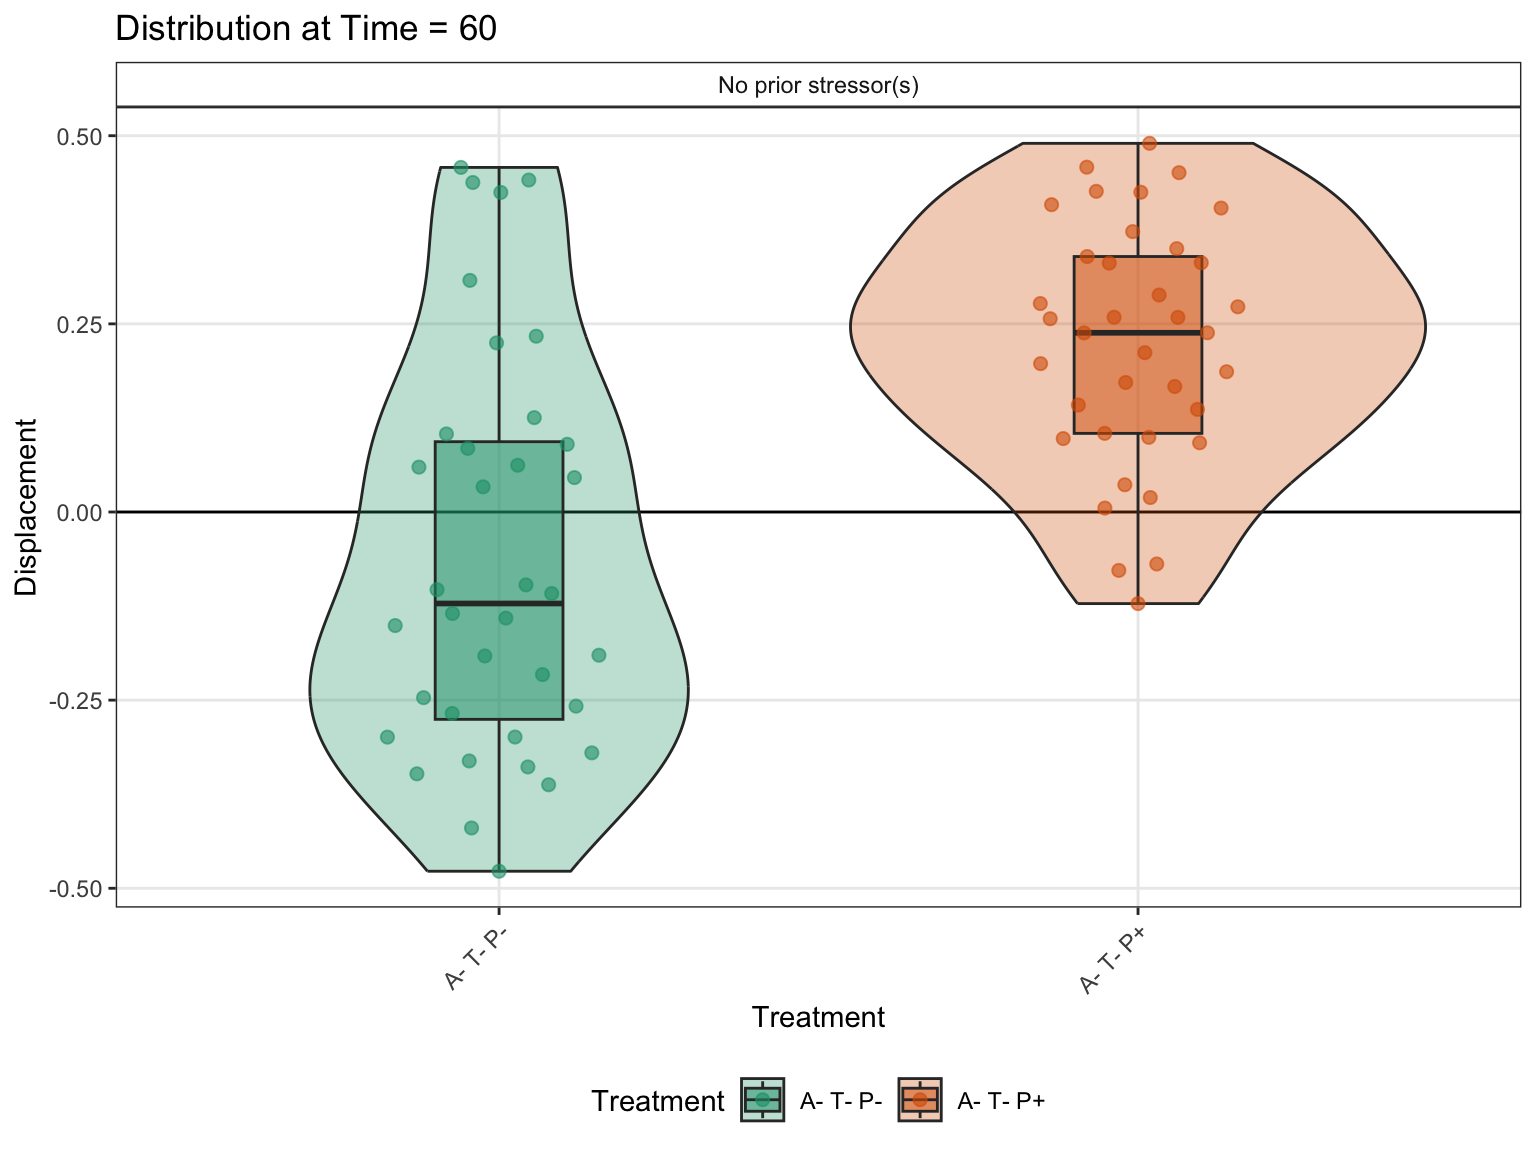 Distribution at Time = 60
No prior stressor(s)
0.50
0.25
0.00
-0.25
-0.50
Displacement
A- T- P-
A- T- P+
Treatment
Treatment A- T- P- A- T- P+